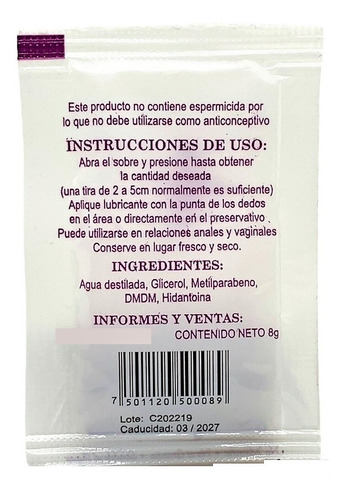 Este producto no contiene espermicida por
lo que no debe utilizarse como anticonceptivo
INSTRUCCIONES DE USO:
Abra el sobre y presione hasta obtener
la cantidad deseada
(una tira de 2 a 5cm normalmente es suficiente)
Aplique lubricante con la punta de los dedos
en el área o directamente en el preservativo
Puede utilizarse en relaciones anales y vaginales
Conserve en lugar fresco y seco.
INGREDIENTES:
Agua destilada, Glicerol, Metilparabeno,
DMDM, Hidantoina
INFORMES Y VENTAS:
CONTENIDO NETO 8g
7 501120 500089
Lote: C202219
Caducidad: 03 / 2027